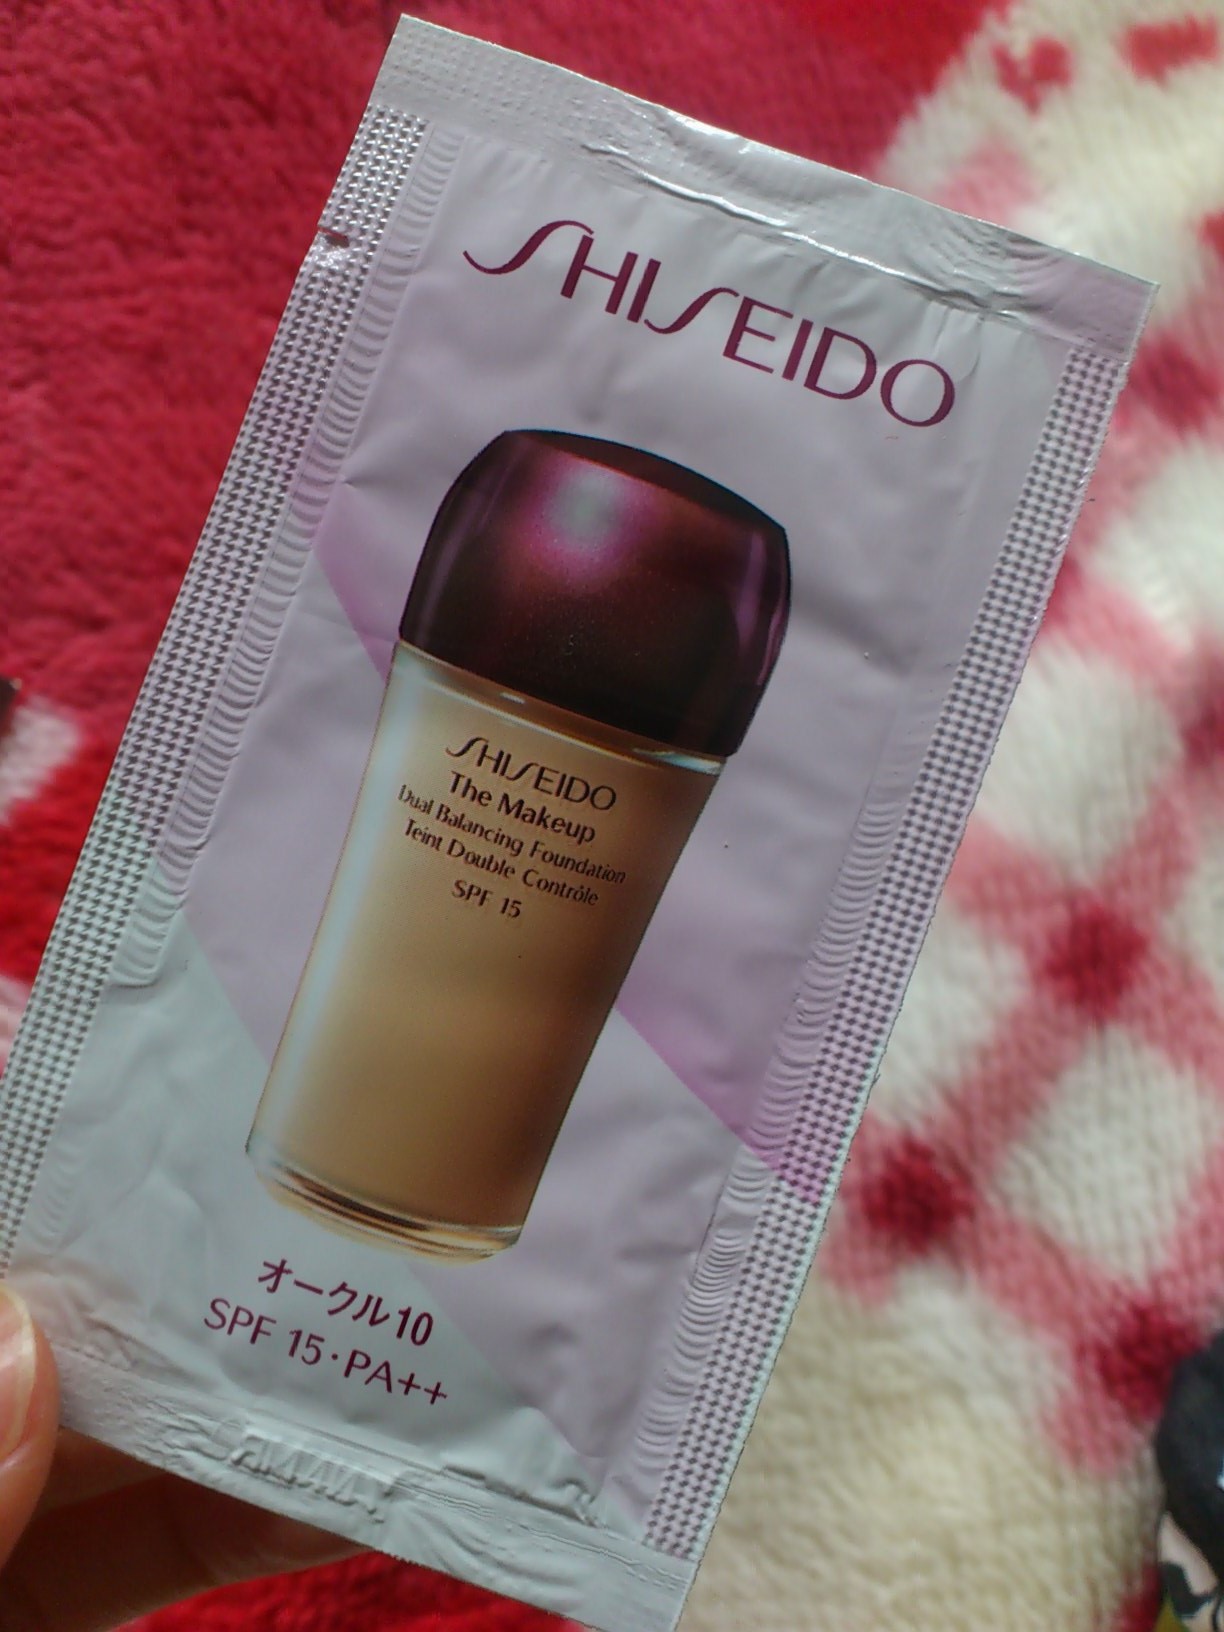 SHISEIDO
SHISEIDO
The Makeup
Dual Balancing Foundation
Teint Double Contrôle
SPF 15
オークル10
SPF 15・PA++